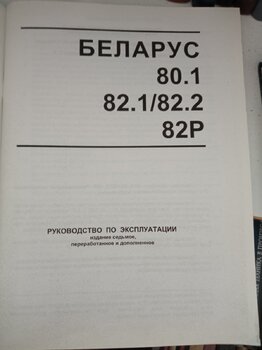 БЕЛАРУС
80.1
82.1/82.2
82Р
РУКОВОДСТВО ПО ЭКСПЛУАТАЦИИ
издание седьмое,
переработанное и дополненное